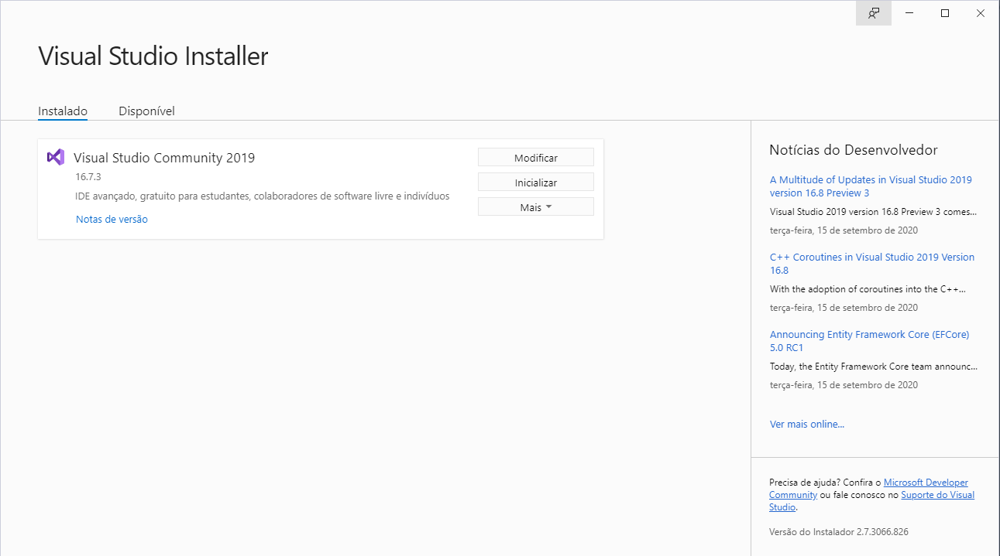 Visual Studio Installer
Instalado
Disponível
Visual Studio Community 2019
16.7.3
IDE avançado, gratuito para estudantes, colaboradores de software livre e indivíduos
Notas de versão
Modificar
Inicializar
Mais
Notícias do Desenvolvedor
A Multitude of Updates in Visual Studio 2019
version 16.8 Preview 3
Visual Studio 2019 version 16.8 Preview 3 comes...
terça-feira, 15 de setembro de 2020
C++ Coroutines in Visual Studio 2019 Version
16.8
With the adoption of coroutines into the C++...
terça-feira, 15 de setembro de 2020
Announcing Entity Framework Core (EFCore)
5.0 RC1
Today, the Entity Framework Core team announc...
terça-feira, 15 de setembro de 2020
Ver mais online...
Precisa de ajuda? Confira o Microsoft Developer
Community ou fale conosco no Suporte do Visual
Studio.
Versão do Instalador 2.7.3066.826